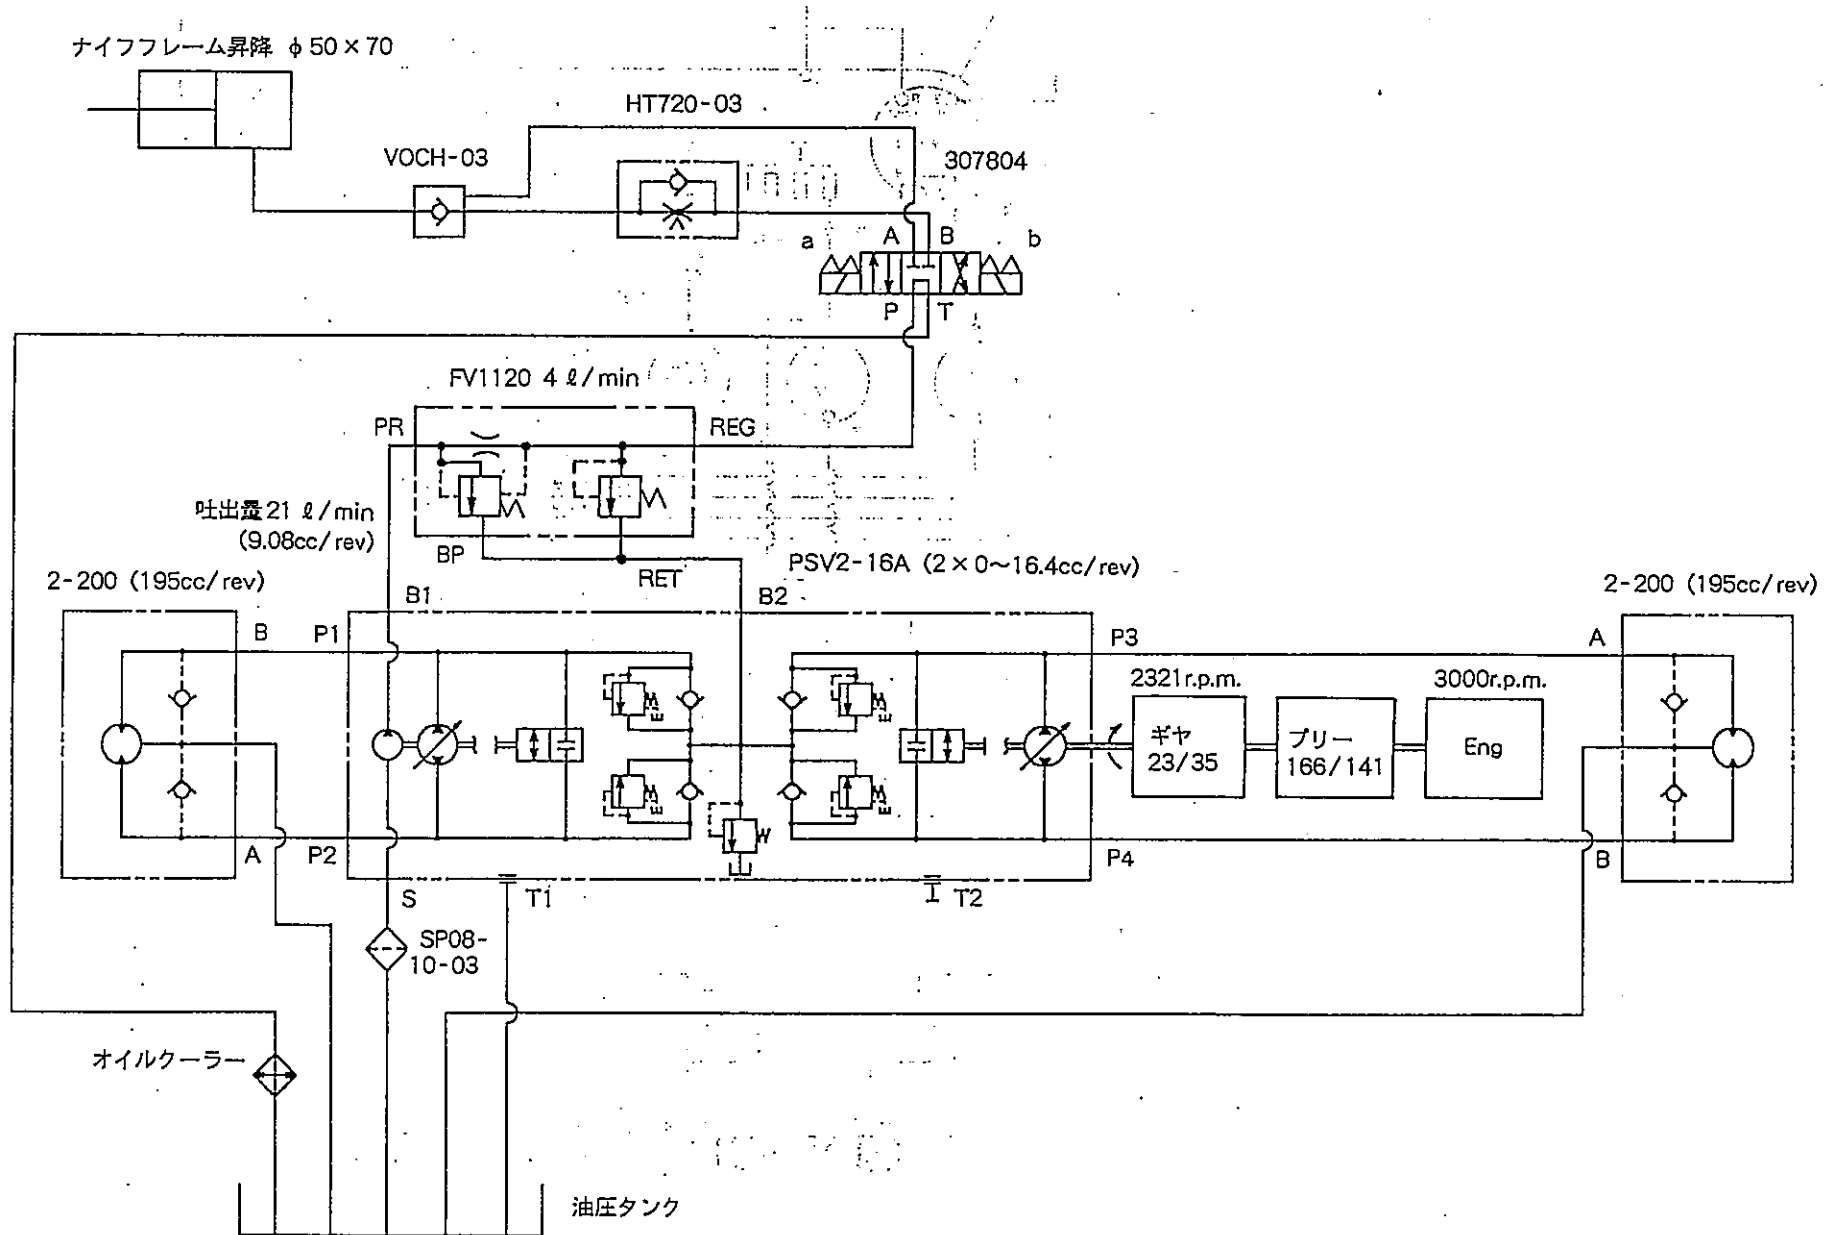 ナイフフレーム昇降 φ50×70
HT720-03
VOCH-03
307804
a
A
B
b
P
T
FV1120 4 ℓ/min
PR
REG
吐出量21 ℓ/min
(9.08cc/rev)
BP
RET
PSV2-16A (2×0～16.4cc/rev)
2-200 (195cc/rev)
B1
B2
2-200 (195cc/rev)
B
P1
P3
A
2321r.p.m.
3000r.p.m.
ギヤ
23/35
プリー
166/141
Eng
A
P2
P4
B
S
T1
T2
SP08-
10-03
オイルクーラー
油圧タンク